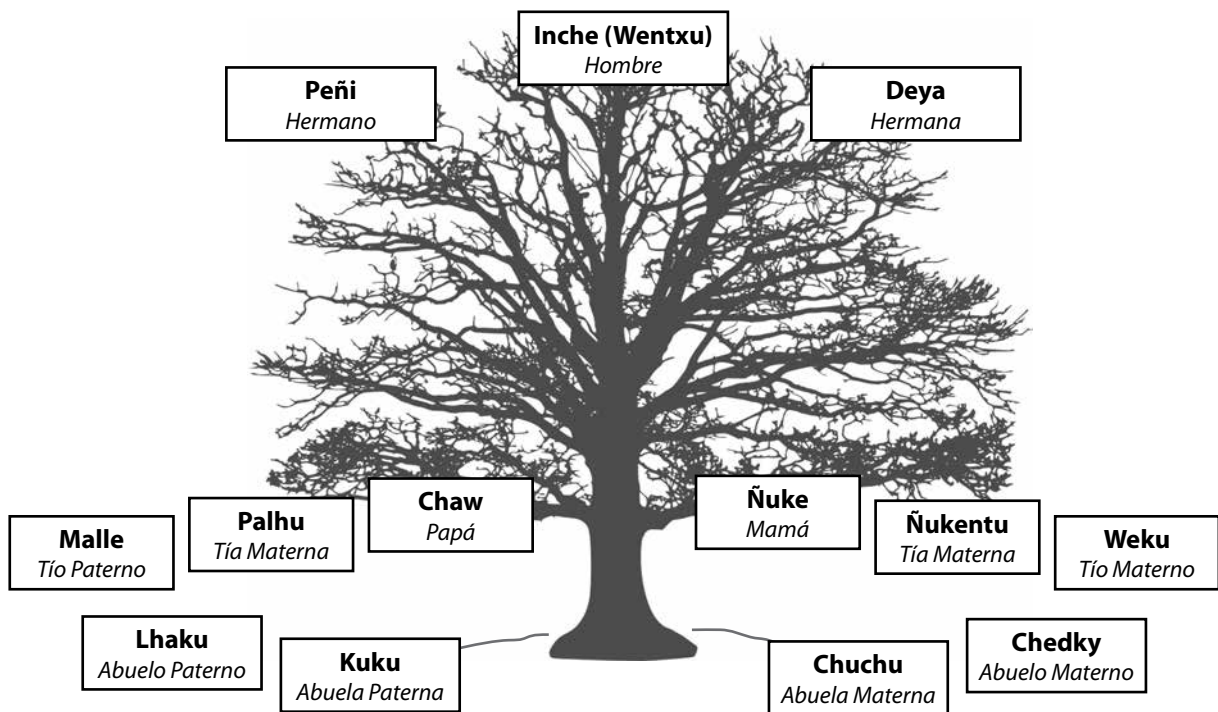 Inche (Wentxu)
Hombre
Peñi
Hermano
Deya
Hermana
Chaw
Papá
Ñuke
Mamá
Palhu
Tía Materna
Ñukentu
Tía Materna
Malle
Tío Paterno
Weku
Tío Materno
Lhaku
Abuelo Paterno
Kuku
Abuela Paterna
Chuchu
Abuela Materna
Chedky
Abuelo Materno